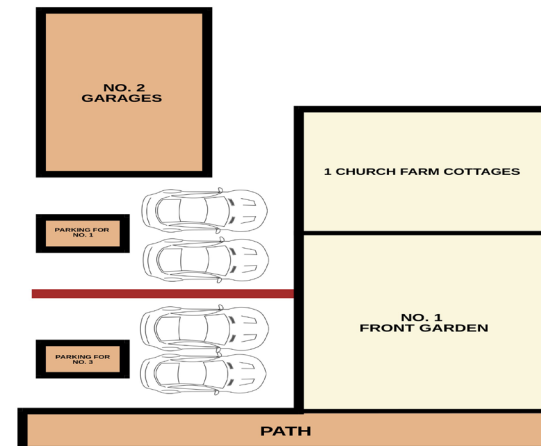 NO. 2
GARAGES
1 CHURCH FARM COTTAGES
PARKING FOR
NO. 1
NO. 1
FRONT GARDEN
PARKING FOR
NO. 3
PATH